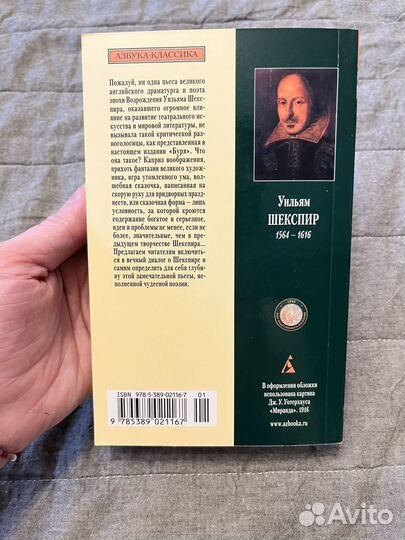 АЗБУКА-КЛАССИКА
Пожалуй, ни одна пьеса великого
английского драматурга и поэта
эпохи Возрождения Уильяма Шекс-
пира, оказавшего огромное влия-
ние на развитие театрального ис-
кусства и мировой литературы, не
вызывала такой критической разно-
голосицы, как представленная в
настоящем издании «Буря». Что
она такое? Каприз воображения,
прихоть фантазии великого худож-
ника, игра утомленного ума, вол-
шебная сказочка, написанная на
скорую руку для придворных празд-
неств, или сказочная форма – лишь
условность, за которой кроются
содержание богатое и серьезное,
идеи и проблемы не менее, если не
более, значительные, чем в пре-
дыдущем творчестве Шекспира...
Предлагаем читателям включить-
ся в вечный диалог о Шекспире и
самим определить для себя глуби-
ну этой замечательной пьесы, ис-
полненной чудесной поэзии.
ISBN 978-5-389-02116-7
01
9 785389 021167
Уильям
ШЕКСПИР
1564 – 1616
В оформлении обложки
использована картина
Дж. У. Уотерхауса
«Миранда». 1916
www.azbooka.ru
Avito